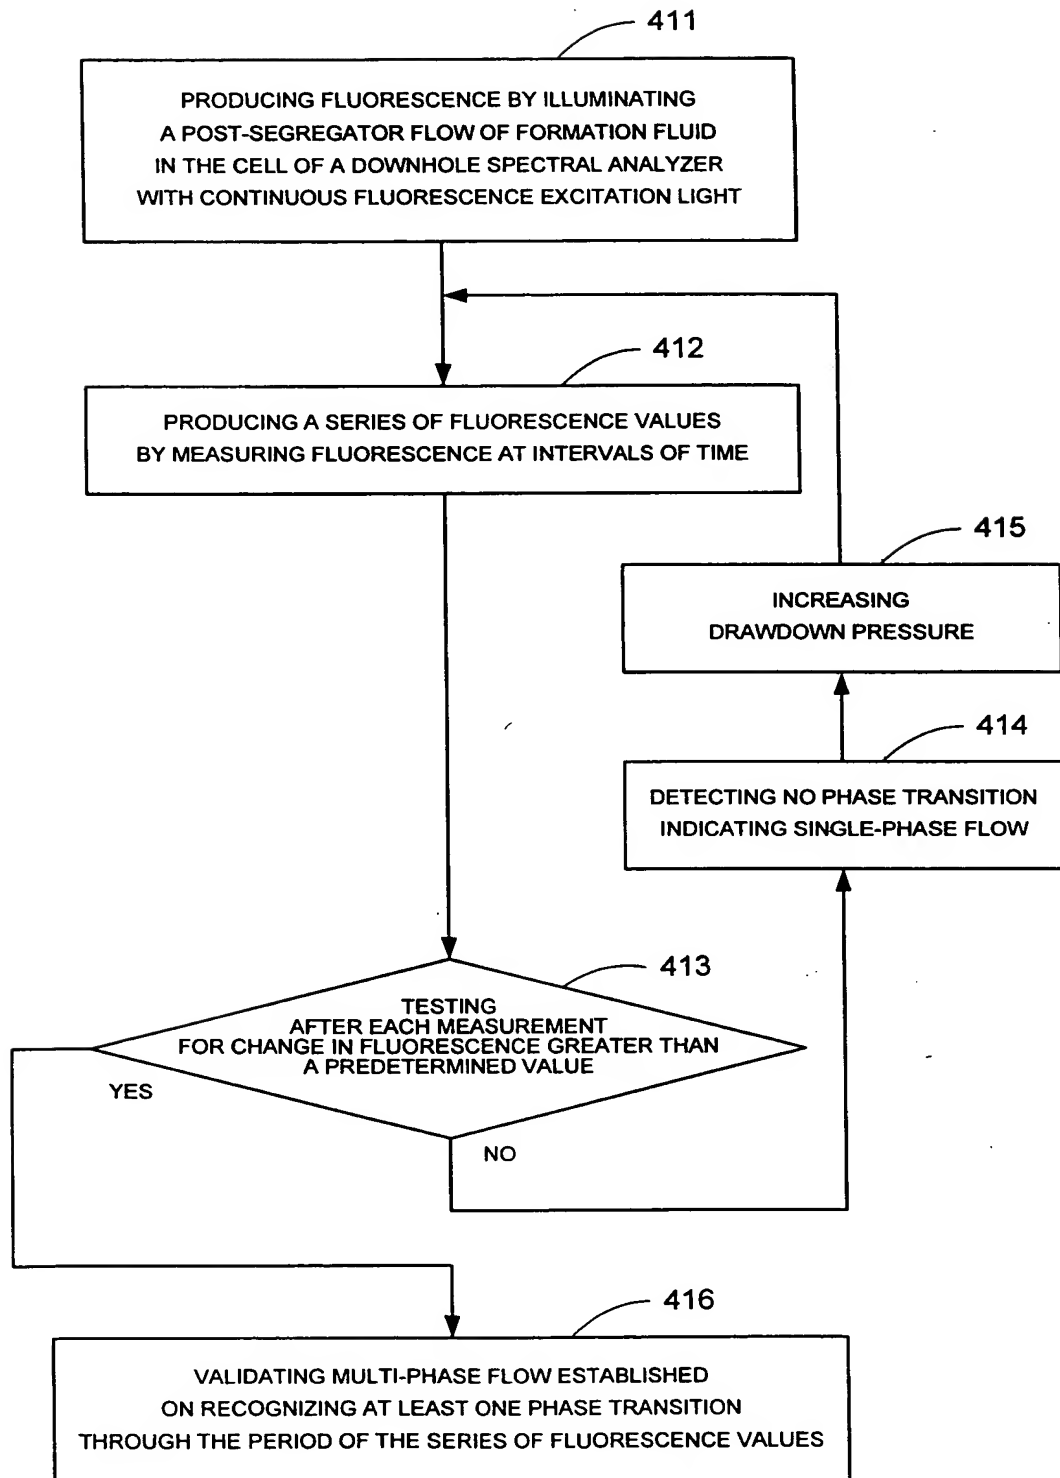 411
PRODUCING FLUORESCENCE BY ILLUMINATING
A POST-SEGREGATOR FLOW OF FORMATION FLUID
IN THE CELL OF A DOWNHOLE SPECTRAL ANALYZER
WITH CONTINUOUS FLUORESCENCE EXCITATION LIGHT
412
PRODUCING A SERIES OF FLUORESCENCE VALUES
BY MEASURING FLUORESCENCE AT INTERVALS OF TIME
415
INCREASING
DRAWDOWN PRESSURE
414
DETECTING NO PHASE TRANSITION
INDICATING SINGLE-PHASE FLOW
413
TESTING
AFTER EACH MEASUREMENT
FOR CHANGE IN FLUORESCENCE GREATER THAN
A PREDETERMINED VALUE
YES
NO
416
VALIDATING MULTI-PHASE FLOW ESTABLISHED
ON RECOGNIZING AT LEAST ONE PHASE TRANSITION
THROUGH THE PERIOD OF THE SERIES OF FLUORESCENCE VALUES